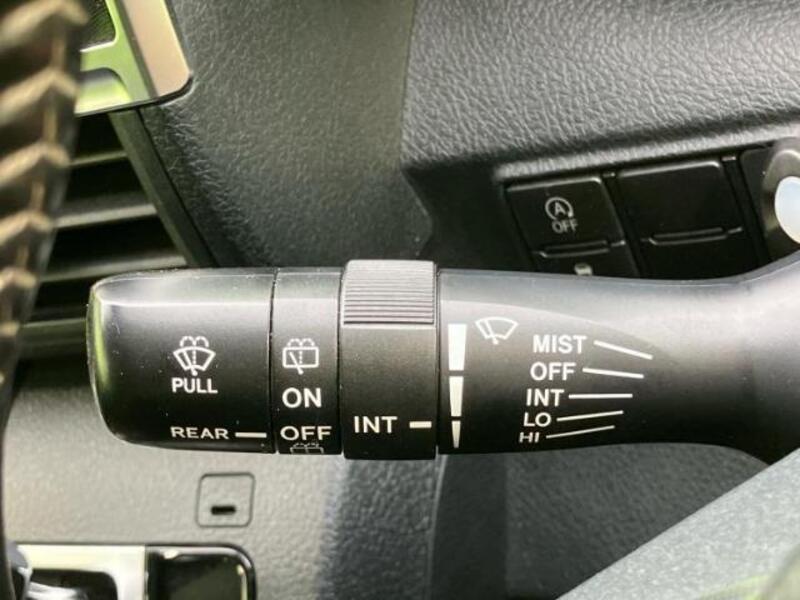 A
OFF
PULL
REAR
ON
OFF
INT
MIST
OFF
INT
LO
HI